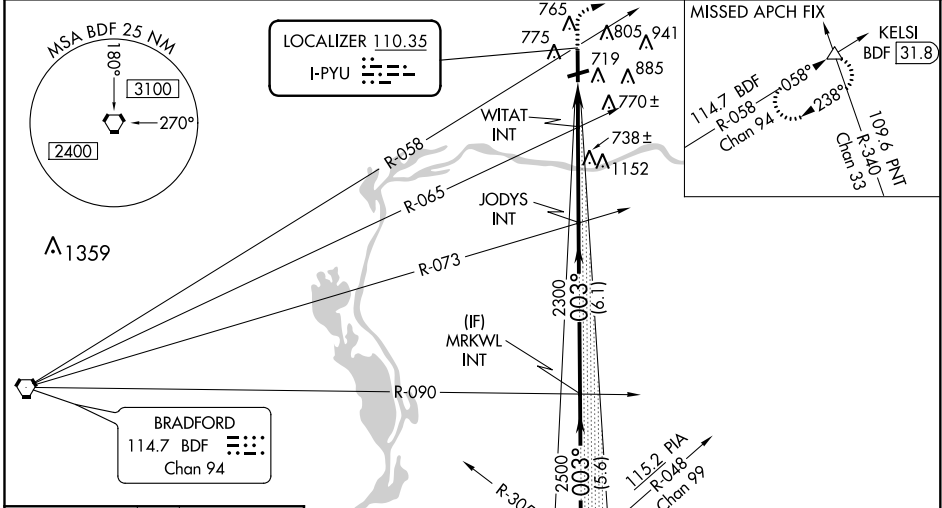 MSA BDF 25 NM
180°
3100
270°
2400
1359
LOCALIZER 110.35
I-PYU
765
775
805
941
719
885
770 ±
738 ±
1152
WITAT
INT
JODYS
INT
(IF)
MRKWL
INT
R-058
R-065
R-073
R-090
2300
003°
(6.1)
2500
003°
(5.6)
BRADFORD
114.7 BDF
Chan 94
115.2 PIA
R-048
Chan 99
MISSED APCH FIX
KELSI
BDF 31.8
114.7 BDF
R-058
Chan 94
058°
238°
109.6 PNT
R-340
Chan 33